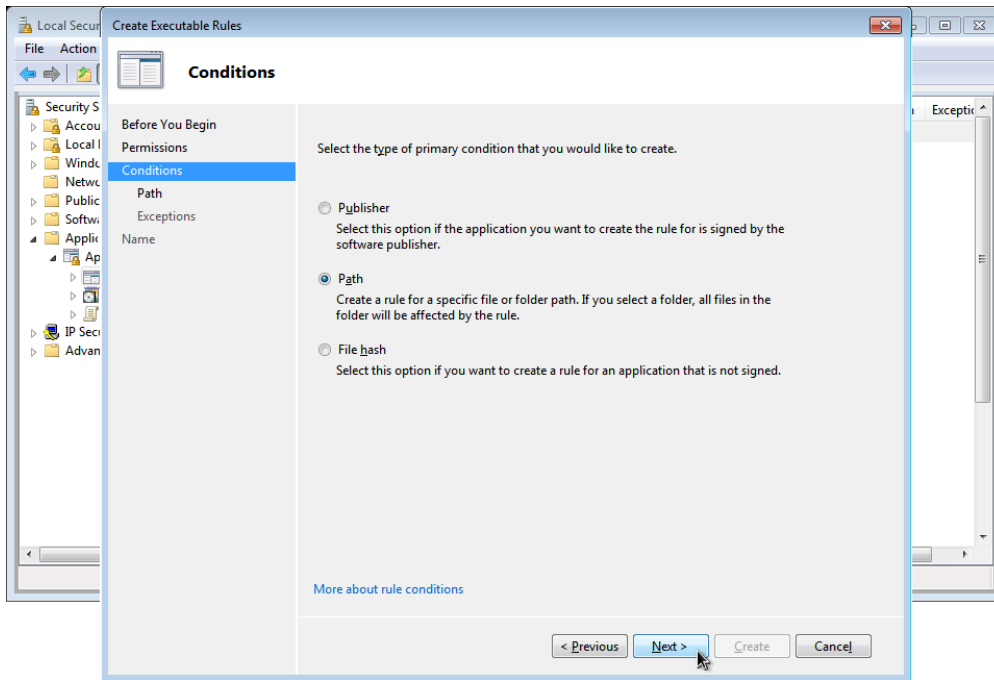 Local Secur
Create Executable Rules
File Action
Conditions
Security S
Accou
Local
Windo
Netwo
Public
Softwa
Applic
Ap
IP Secu
Advan
Exceptic
Before You Begin
Permissions
Conditions
Path
Exceptions
Name
Select the type of primary condition that you would like to create.
Publisher
Select this option if the application you want to create the rule for is signed by the
software publisher.
Path
Create a rule for a specific file or folder path. If you select a folder, all files in the
folder will be affected by the rule.
File hash
Select this option if you want to create a rule for an application that is not signed.
More about rule conditions
< Previous
Next >
Create
Cancel